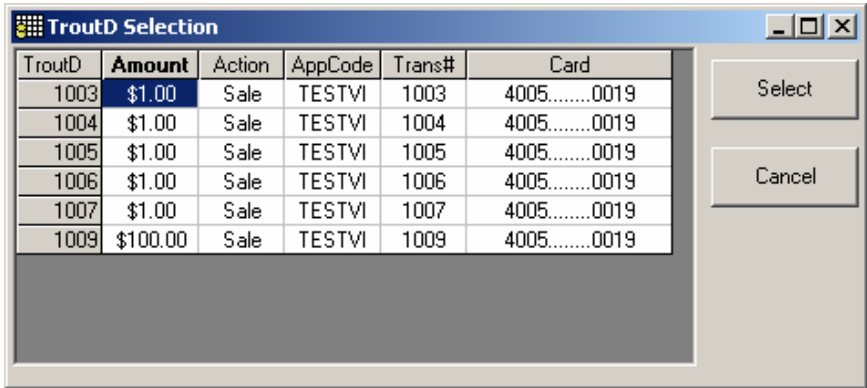 TroutD Selection
TroutD Amount Action AppCode Trans# Card
1003 $1.00 Sale TESTVI 1003 4005........0019
1004 $1.00 Sale TESTVI 1004 4005........0019
1005 $1.00 Sale TESTVI 1005 4005........0019
1006 $1.00 Sale TESTVI 1006 4005........0019
1007 $1.00 Sale TESTVI 1007 4005........0019
1009 $100.00 Sale TESTVI 1009 4005........0019
Select
Cancel